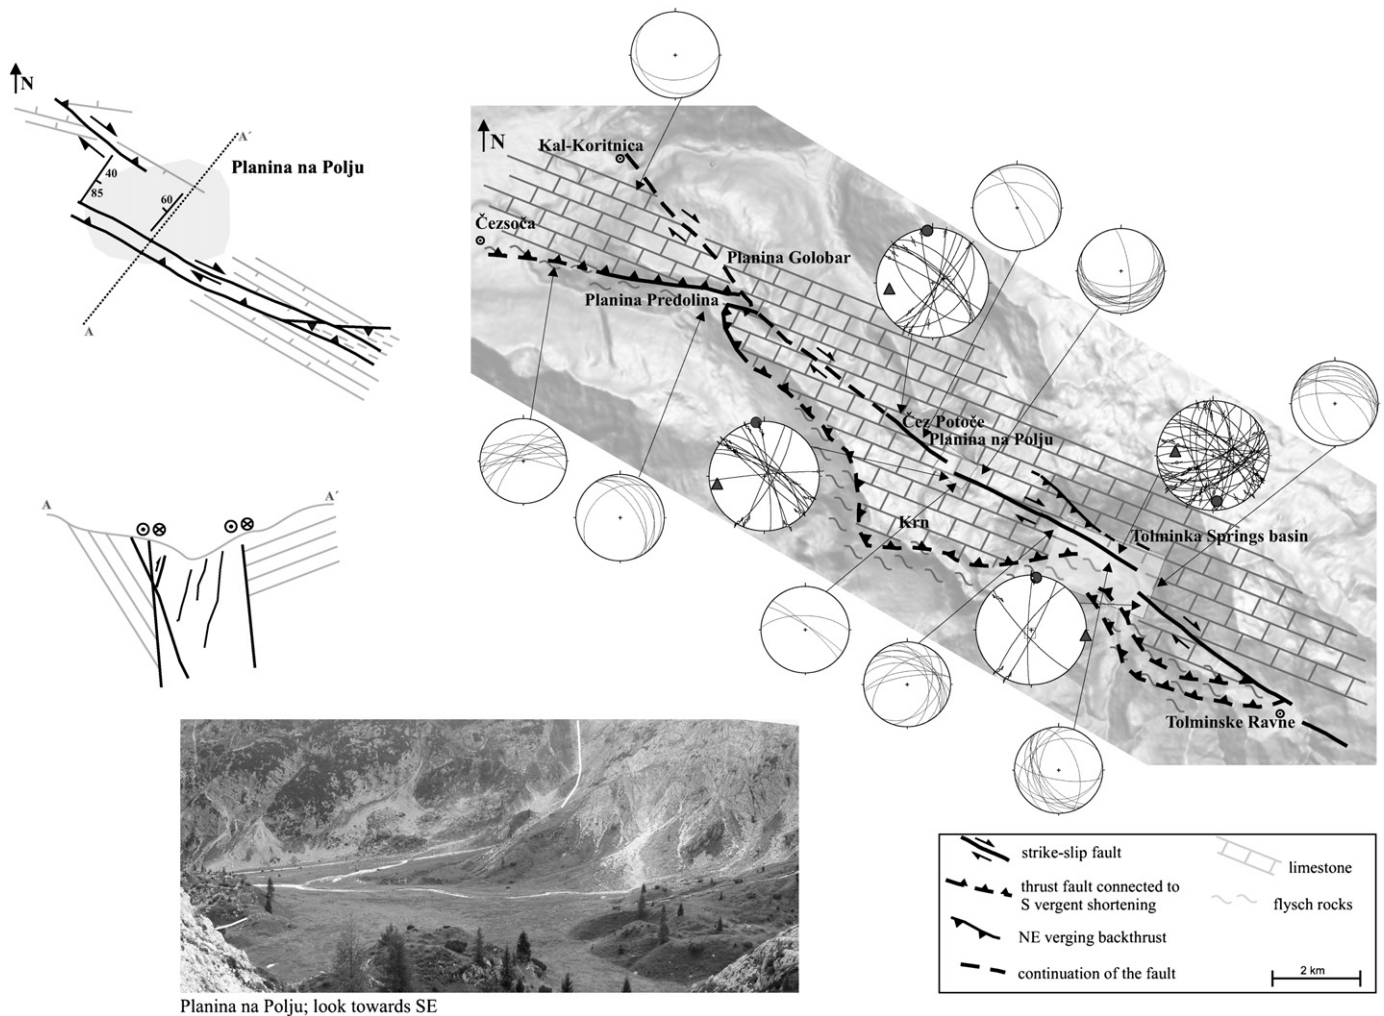 N
A´
Planina na Polju
40
85
60
A
N
Kal-Koritnica
Čezsoča
Planina Golobar
Planina Predolina
Čez Potoče
Planina na Polju
Krn
Tolminka Springs basin
Tolminske Ravne
A
A´
Planina na Polju; look towards SE
strike-slip fault
thrust fault connected to
S vergent shortening
NE verging backthrust
continuation of the fault
limestone
flysch rocks
2 km